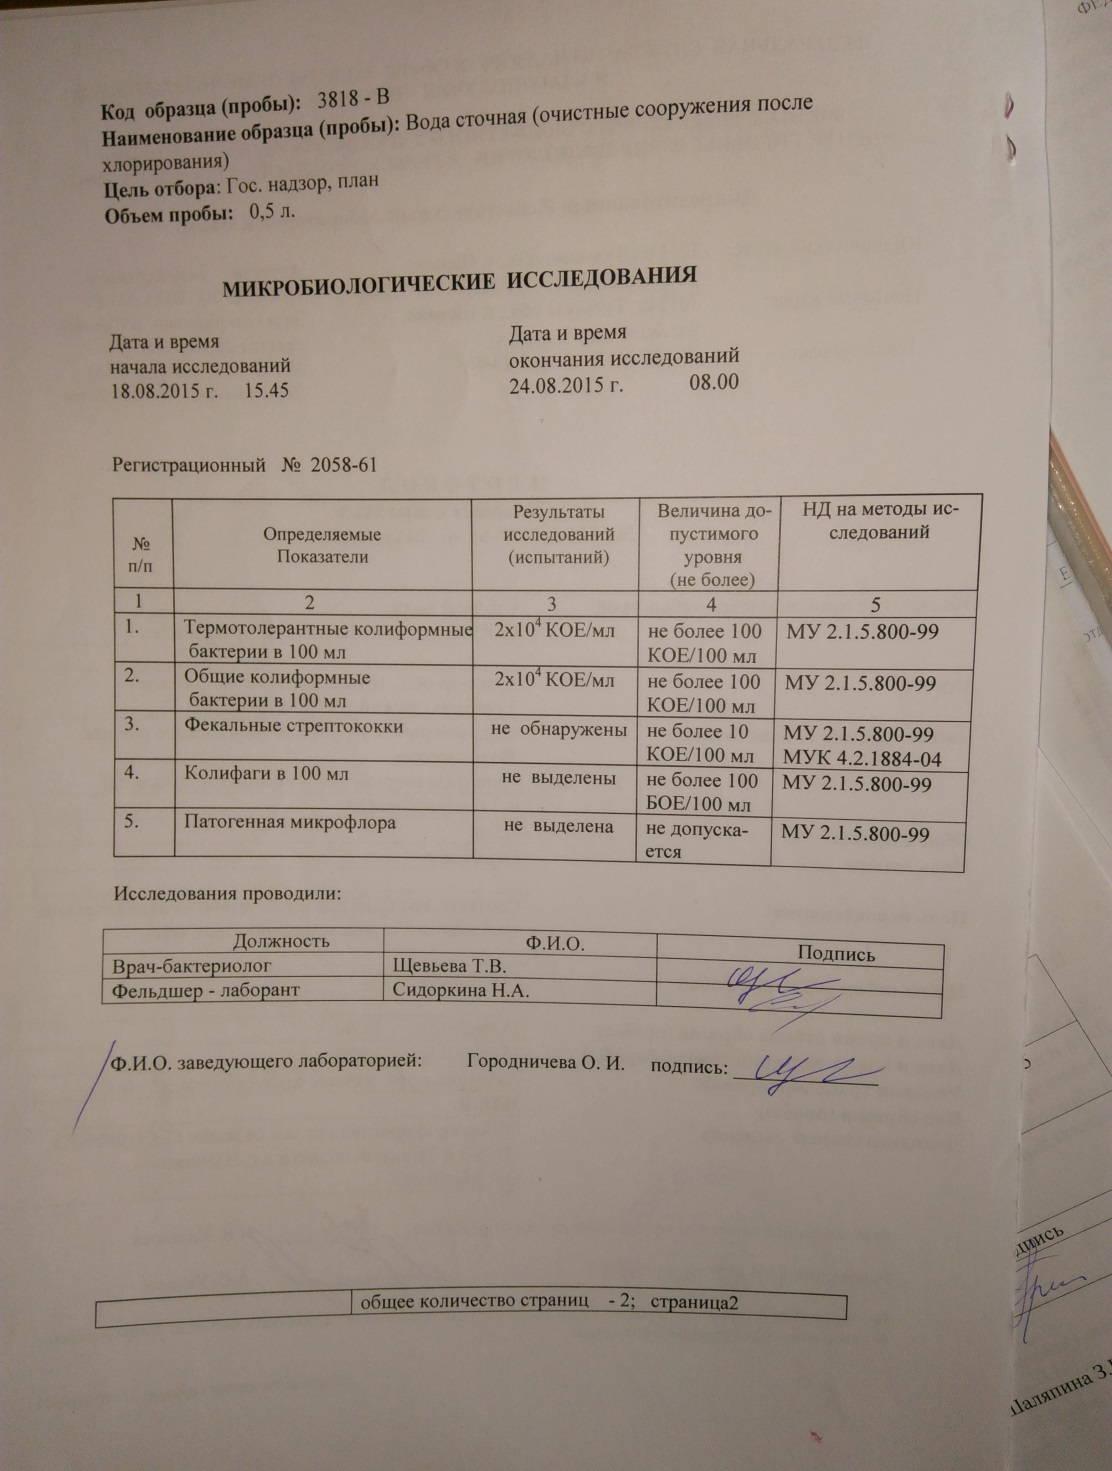 Код образца (пробы): 3818 - В
Наименование образца (пробы): Вода сточная (очистные сооружения после
хлорирования)
Цель отбора: Гос. надзор, план
Объем пробы: 0,5 л.
МИКРОБИОЛОГИЧЕСКИЕ ИССЛЕДОВАНИЯ
Дата и время
начала исследований
18.08.2015 г. 15.45
Дата и время
окончания исследований
24.08.2015 г. 08.00
Регистрационный № 2058-61
№
п/п
Определяемые
Показатели
Результаты
исследований
(испытаний)
Величина до-
пустимого
уровня
(не более)
НД на методы ис-
следований
1 2 3 4 5
1. Термотолерантные колиформные
бактерии в 100 мл
2х10⁴ КОЕ/мл
не более 100
КОЕ/100 мл
МУ 2.1.5.800-99
2. Общие колиформные
бактерии в 100 мл
2х10⁴ КОЕ/мл
не более 100
КОЕ/100 мл
МУ 2.1.5.800-99
3. Фекальные стрептококки
не обнаружены
не более 10
КОЕ/100 мл
МУ 2.1.5.800-99
МУК 4.2.1884-04
4. Колифаги в 100 мл
не выделены
не более 100
БОЕ/100 мл
МУ 2.1.5.800-99
5. Патогенная микрофлора
не выделена
не допуска-
ется
МУ 2.1.5.800-99
Исследования проводили:
Должность Ф.И.О. Подпись
Врач-бактериолог Щевьева Т.В.
Фельдшер - лаборант Сидоркина Н.А.
Ф.И.О. заведующего лабораторией: Городничева О. И. подпись:
общее количество страниц - 2; страница2